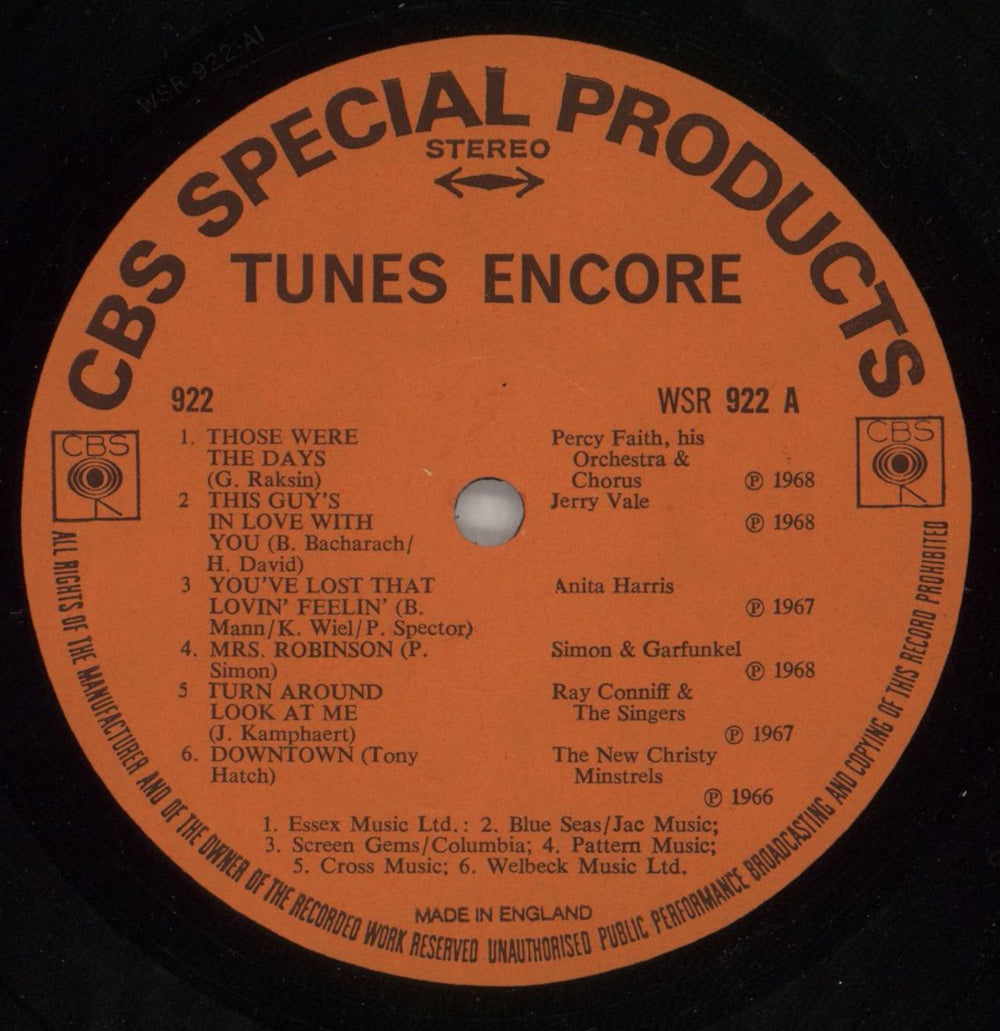 WSR 922 A1
CBS SPECIAL PRODUCTS
STEREO
TUNES ENCORE
922 WSR 922 A
CBS
CBS
1. THOSE WERE Percy Faith, his
THE DAYS Orchestra &
(G. Raksin) Chorus ℗ 1968
2 THIS GUY'S Jerry Vale
IN LOVE WITH ℗ 1968
YOU (B. Bacharach/
H. David)
3 YOU'VE LOST THAT Anita Harris
LOVIN' FEELIN' (B. ℗ 1967
Mann/K. Wiel/P. Spector)
4. MRS. ROBINSON (P. Simon & Garfunkel
Simon) ℗ 1968
5 TURN AROUND Ray Conniff &
LOOK AT ME The Singers
(J. Kamphaert) ℗ 1967
6. DOWNTOWN (Tony The New Christy
Hatch) Minstrels
℗ 1966
1. Essex Music Ltd.: 2. Blue Seas/Jac Music;
3. Screen Gems/Columbia; 4. Pattern Music;
5. Cross Music; 6. Welbeck Music Ltd.
MADE IN ENGLAND
ALL RIGHTS OF THE MANUFACTURER AND OF THE OWNER OF THE RECORDED WORK RESERVED UNAUTHORISED PUBLIC PERFORMANCE BROADCASTING AND COPYING OF THIS RECORD PROHIBITED